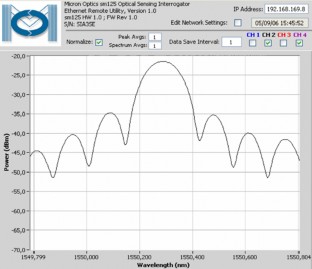 Micron Optics sm125 Optical Sensing Interrogator
Ethernet Remote Utility, Version 1.0
sm125 HW 1.0 ; FW Rev 1.0
S/N: SIA3SE
IP Address: 192.168.169.8
Edit Network Settings: 05/09/06 15:45:52
Normalize: Peak Avgs: 1
Spectrum Avgs: 1
Data Save Interval: 1
CH 1 CH 2 CH 3 CH 4
-20,0
-25,0
-30,0
-35,0
-40,0
-45,0
-50,0
-55,0
-60,0
-65,0
-70,0
Power (dBm)
1549,799 1550,000 1550,200 1550,400 1550,600 1550,804
Wavelength (nm)